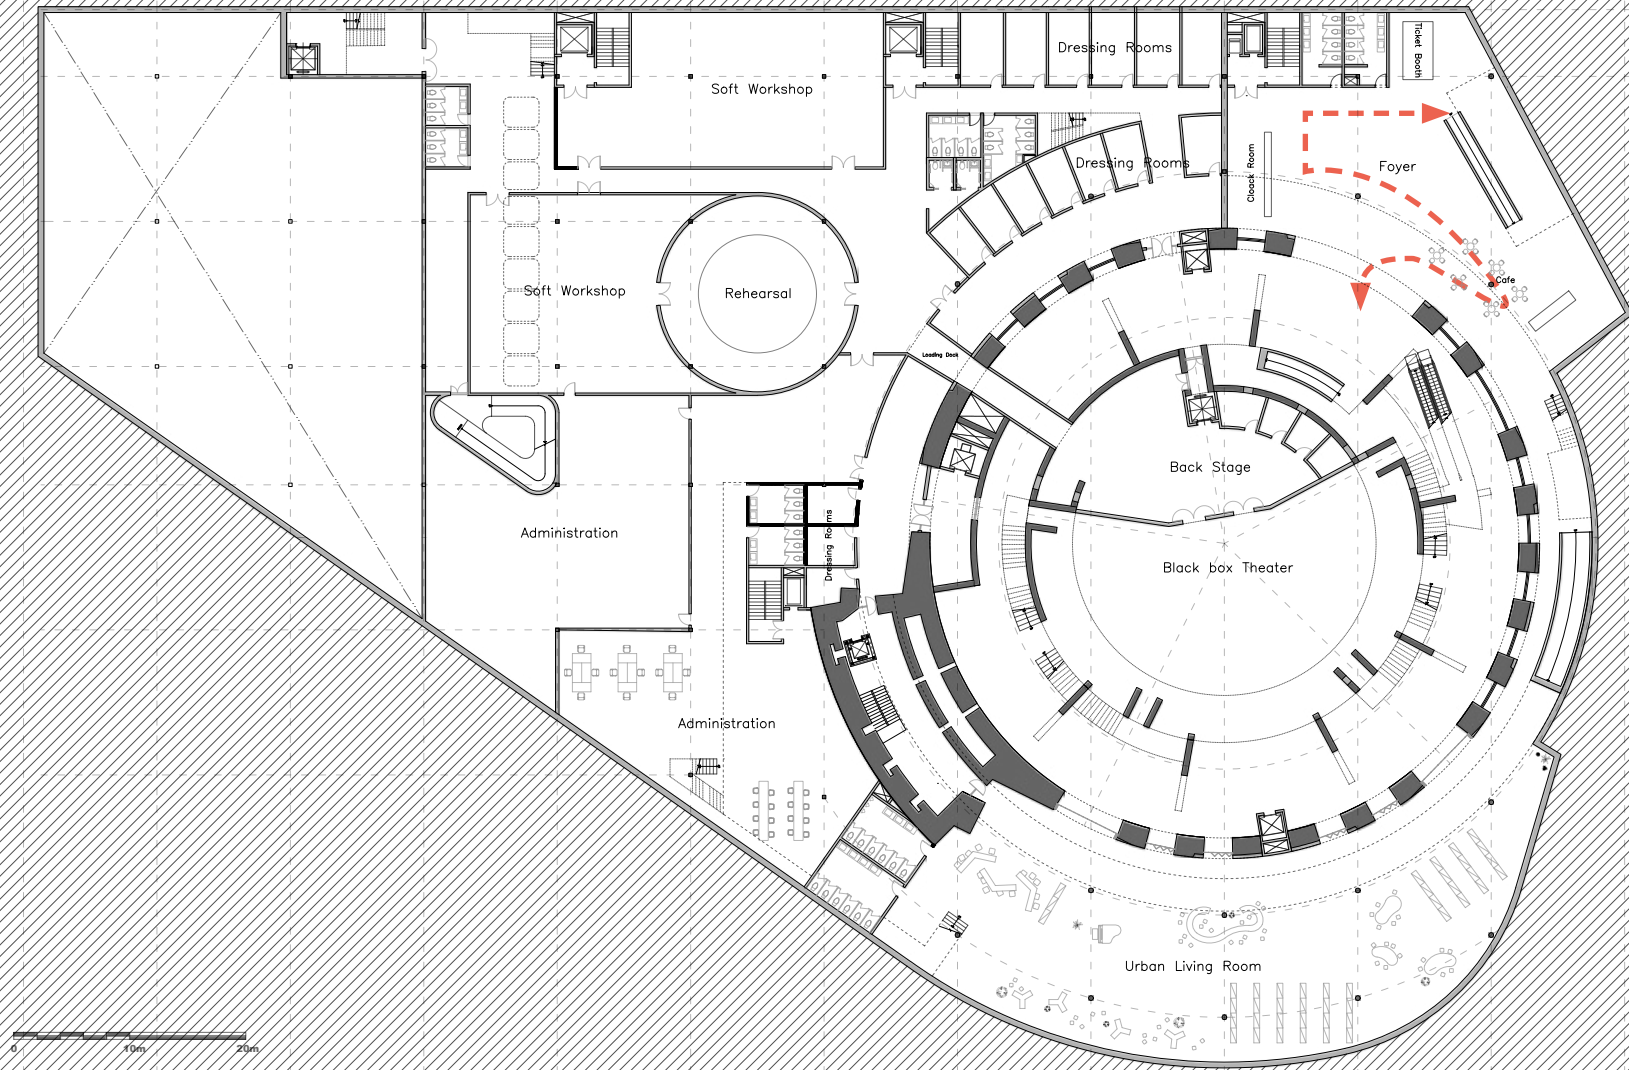 Dressing Rooms
Ticket Booth
Soft Workshop
Dressing Rooms
Cloack Room
Foyer
Soft Workshop
Rehearsal
Cafe
Loading Dock
Back Stage
Administration
Dressing Rooms
Black box Theater
Administration
Urban Living Room
0 10m 20m